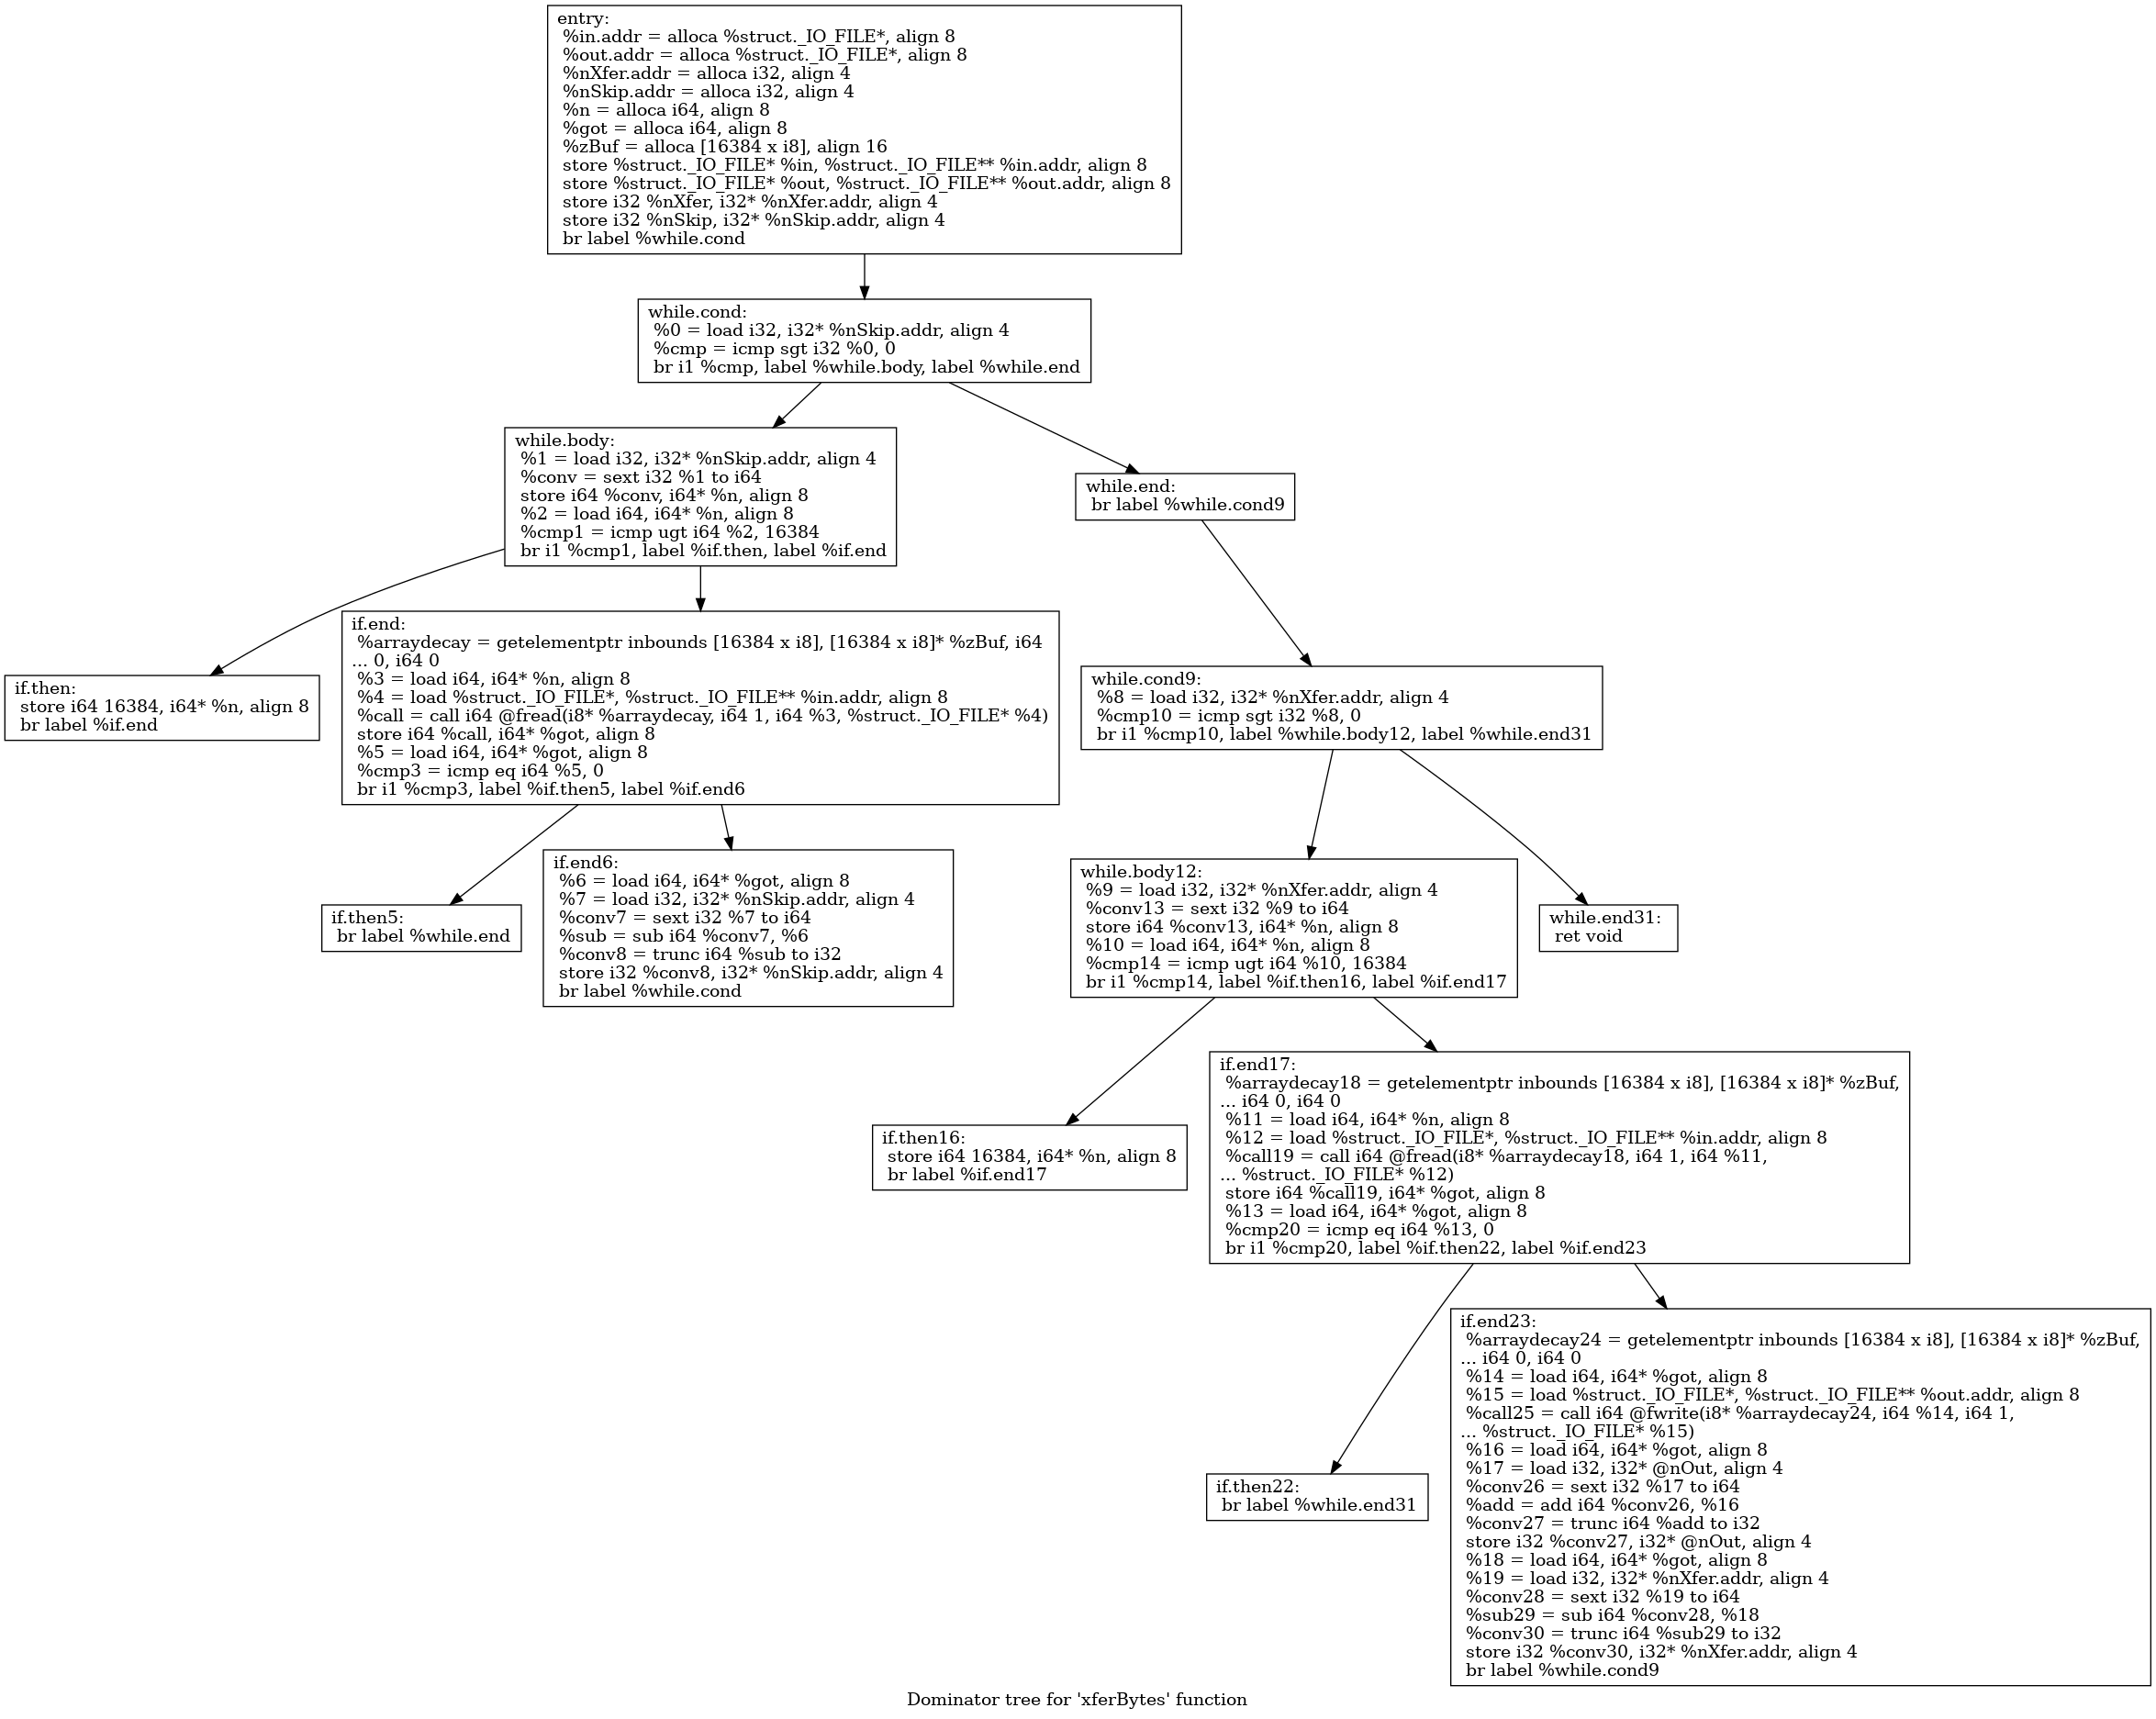 entry:
%in.addr = alloca %struct._IO_FILE*, align 8
%out.addr = alloca %struct._IO_FILE*, align 8
%nXfer.addr = alloca i32, align 4
%nSkip.addr = alloca i32, align 4
%n = alloca i64, align 8
%got = alloca i64, align 8
%zBuf = alloca [16384 x i8], align 16
store %struct._IO_FILE* %in, %struct._IO_FILE** %in.addr, align 8
store %struct._IO_FILE* %out, %struct._IO_FILE** %out.addr, align 8
store i32 %nXfer, i32* %nXfer.addr, align 4
store i32 %nSkip, i32* %nSkip.addr, align 4
br label %while.cond
while.cond:
%0 = load i32, i32* %nSkip.addr, align 4
%cmp = icmp sgt i32 %0, 0
br i1 %cmp, label %while.body, label %while.end
while.body:
%1 = load i32, i32* %nSkip.addr, align 4
%conv = sext i32 %1 to i64
store i64 %conv, i64* %n, align 8
%2 = load i64, i64* %n, align 8
%cmp1 = icmp ugt i64 %2, 16384
br i1 %cmp1, label %if.then, label %if.end
while.end:
br label %while.cond9
if.then:
store i64 16384, i64* %n, align 8
br label %if.end
if.end:
%arraydecay = getelementptr inbounds [16384 x i8], [16384 x i8]* %zBuf, i64
... 0, i64 0
%3 = load i64, i64* %n, align 8
%4 = load %struct._IO_FILE*, %struct._IO_FILE** %in.addr, align 8
%call = call i64 @fread(i8* %arraydecay, i64 1, i64 %3, %struct._IO_FILE* %4)
store i64 %call, i64* %got, align 8
%5 = load i64, i64* %got, align 8
%cmp3 = icmp eq i64 %5, 0
br i1 %cmp3, label %if.then5, label %if.end6
while.cond9:
%8 = load i32, i32* %nXfer.addr, align 4
%cmp10 = icmp sgt i32 %8, 0
br i1 %cmp10, label %while.body12, label %while.end31
if.then5:
br label %while.end
if.end6:
%6 = load i64, i64* %got, align 8
%7 = load i32, i32* %nSkip.addr, align 4
%conv7 = sext i32 %7 to i64
%sub = sub i64 %conv7, %6
%conv8 = trunc i64 %sub to i32
store i32 %conv8, i32* %nSkip.addr, align 4
br label %while.cond
while.body12:
%9 = load i32, i32* %nXfer.addr, align 4
%conv13 = sext i32 %9 to i64
store i64 %conv13, i64* %n, align 8
%10 = load i64, i64* %n, align 8
%cmp14 = icmp ugt i64 %10, 16384
br i1 %cmp14, label %if.then16, label %if.end17
while.end31:
ret void
if.then16:
store i64 16384, i64* %n, align 8
br label %if.end17
if.end17:
%arraydecay18 = getelementptr inbounds [16384 x i8], [16384 x i8]* %zBuf,
... i64 0, i64 0
%11 = load i64, i64* %n, align 8
%12 = load %struct._IO_FILE*, %struct._IO_FILE** %in.addr, align 8
%call19 = call i64 @fread(i8* %arraydecay18, i64 1, i64 %11,
... %struct._IO_FILE* %12)
store i64 %call19, i64* %got, align 8
%13 = load i64, i64* %got, align 8
%cmp20 = icmp eq i64 %13, 0
br i1 %cmp20, label %if.then22, label %if.end23
if.then22:
br label %while.end31
if.end23:
%arraydecay24 = getelementptr inbounds [16384 x i8], [16384 x i8]* %zBuf,
... i64 0, i64 0
%14 = load i64, i64* %got, align 8
%15 = load %struct._IO_FILE*, %struct._IO_FILE** %out.addr, align 8
%call25 = call i64 @fwrite(i8* %arraydecay24, i64 %14, i64 1,
... %struct._IO_FILE* %15)
%16 = load i64, i64* %got, align 8
%17 = load i32, i32* @nOut, align 4
%conv26 = sext i32 %17 to i64
%add = add i64 %conv26, %16
%conv27 = trunc i64 %add to i32
store i32 %conv27, i32* @nOut, align 4
%18 = load i64, i64* %got, align 8
%19 = load i32, i32* %nXfer.addr, align 4
%conv28 = sext i32 %19 to i64
%sub29 = sub i64 %conv28, %18
%conv30 = trunc i64 %sub29 to i32
store i32 %conv30, i32* %nXfer.addr, align 4
br label %while.cond9
Dominator tree for 'xferBytes' function